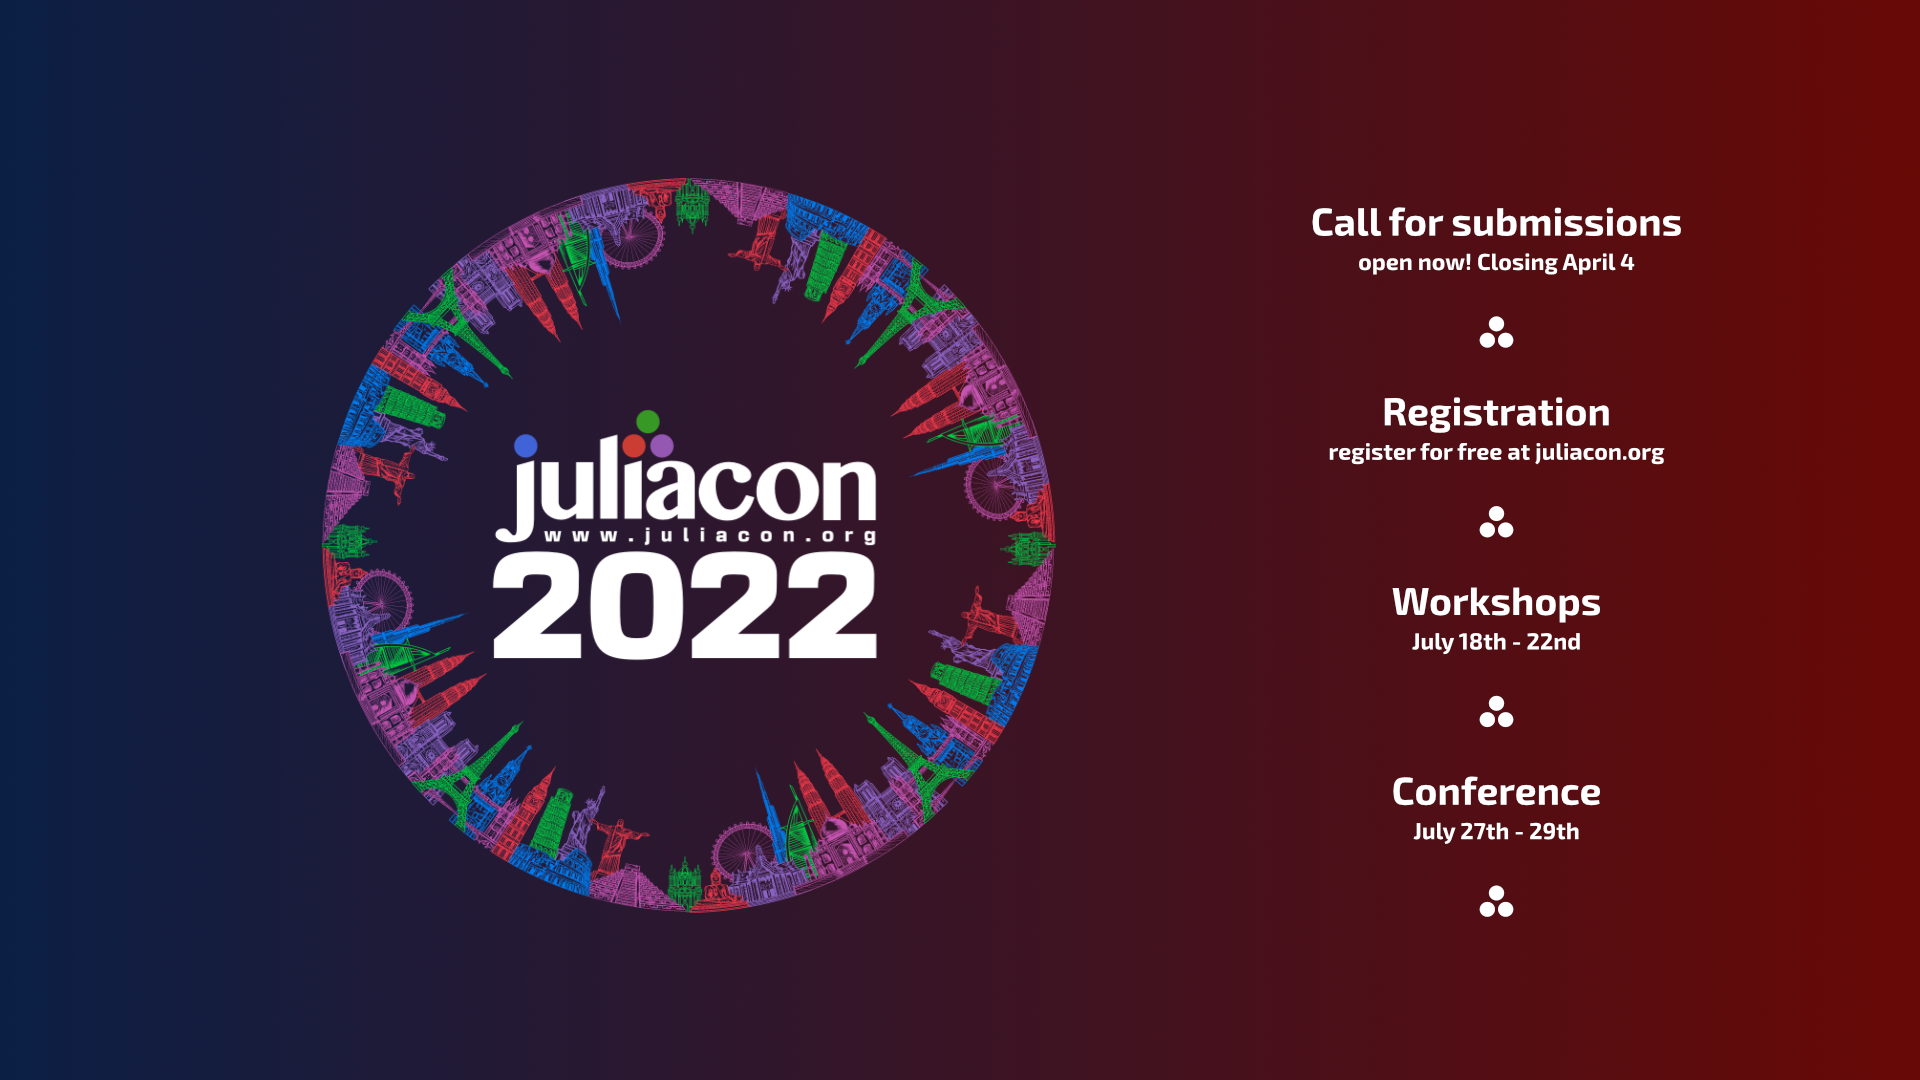 juliacon
www.juliacon.org
2022
Call for submissions
open now! Closing April 4
Registration
register for free at juliacon.org
Workshops
July 18th - 22nd
Conference
July 27th - 29th